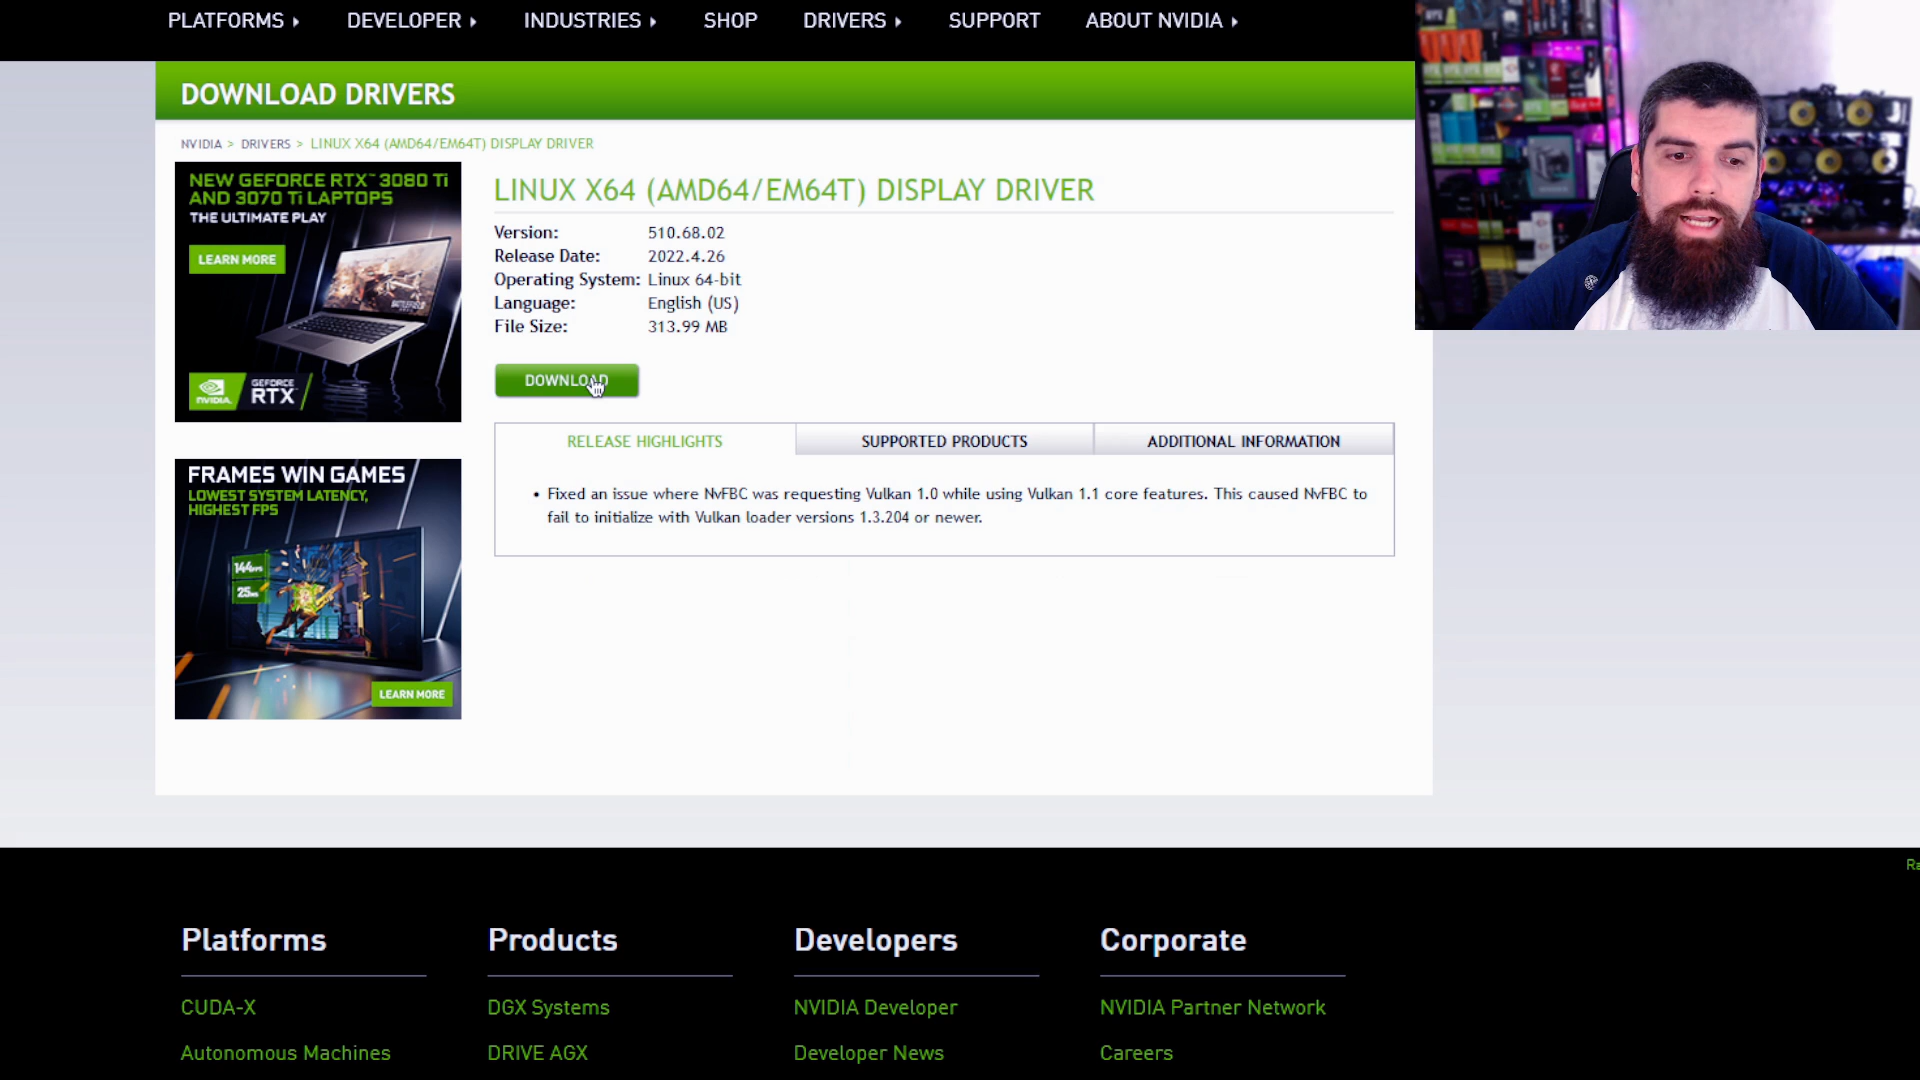 PLATFORMS DEVELOPER INDUSTRIES SHOP DRIVERS SUPPORT ABOUT NVIDIA
DOWNLOAD DRIVERS
NVIDIA > DRIVERS > LINUX X64 (AMD64/EM64T) DISPLAY DRIVER
NEW GEFORCE RTX™ 3080 Ti
AND 3070 Ti LAPTOPS
THE ULTIMATE PLAY
LEARN MORE
NVIDIA.
GEFORCE
RTX
LINUX X64 (AMD64/EM64T) DISPLAY DRIVER
Version: 510.68.02
Release Date: 2022.4.26
Operating System: Linux 64-bit
Language: English (US)
File Size: 313.99 MB
DOWNLOAD
RELEASE HIGHLIGHTS SUPPORTED PRODUCTS ADDITIONAL INFORMATION
• Fixed an issue where NvFBC was requesting Vulkan 1.0 while using Vulkan 1.1 core features. This caused NvFBC to
fail to initialize with Vulkan loader versions 1.3.204 or newer.
FRAMES WIN GAMES
LOWEST SYSTEM LATENCY,
HIGHEST FPS
LEARN MORE
Platforms Products Developers Corporate
CUDA-X DGX Systems NVIDIA Developer NVIDIA Partner Network
Autonomous Machines DRIVE AGX Developer News Careers